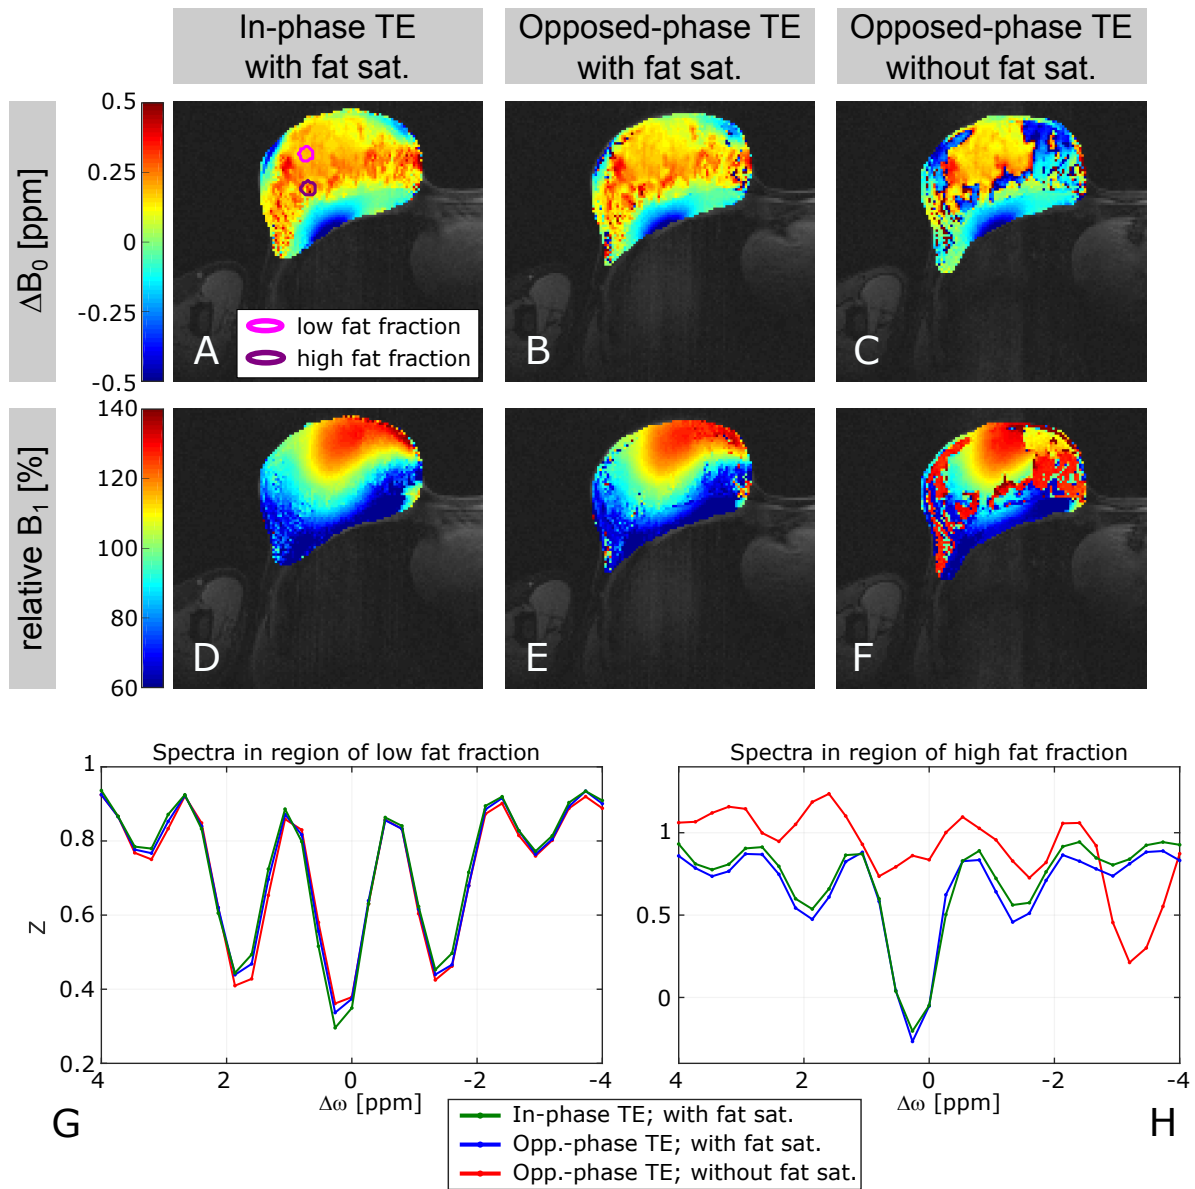 In-phase TE
with fat sat.
Opposed-phase TE
with fat sat.
Opposed-phase TE
without fat sat.
ΔB₀ [ppm]
0.5
0.25
0
-0.25
-0.5
A
low fat fraction
high fat fraction
B
C
relative B₁ [%]
140
120
100
80
60
D
E
F
Spectra in region of low fat fraction
Z
1
0.8
0.6
0.4
0.2
4
2
0
-2
-4
Δω [ppm]
G
Spectra in region of high fat fraction
1
0.5
0
4
2
0
-2
-4
Δω [ppm]
H
In-phase TE; with fat sat.
Opp.-phase TE; with fat sat.
Opp.-phase TE; without fat sat.